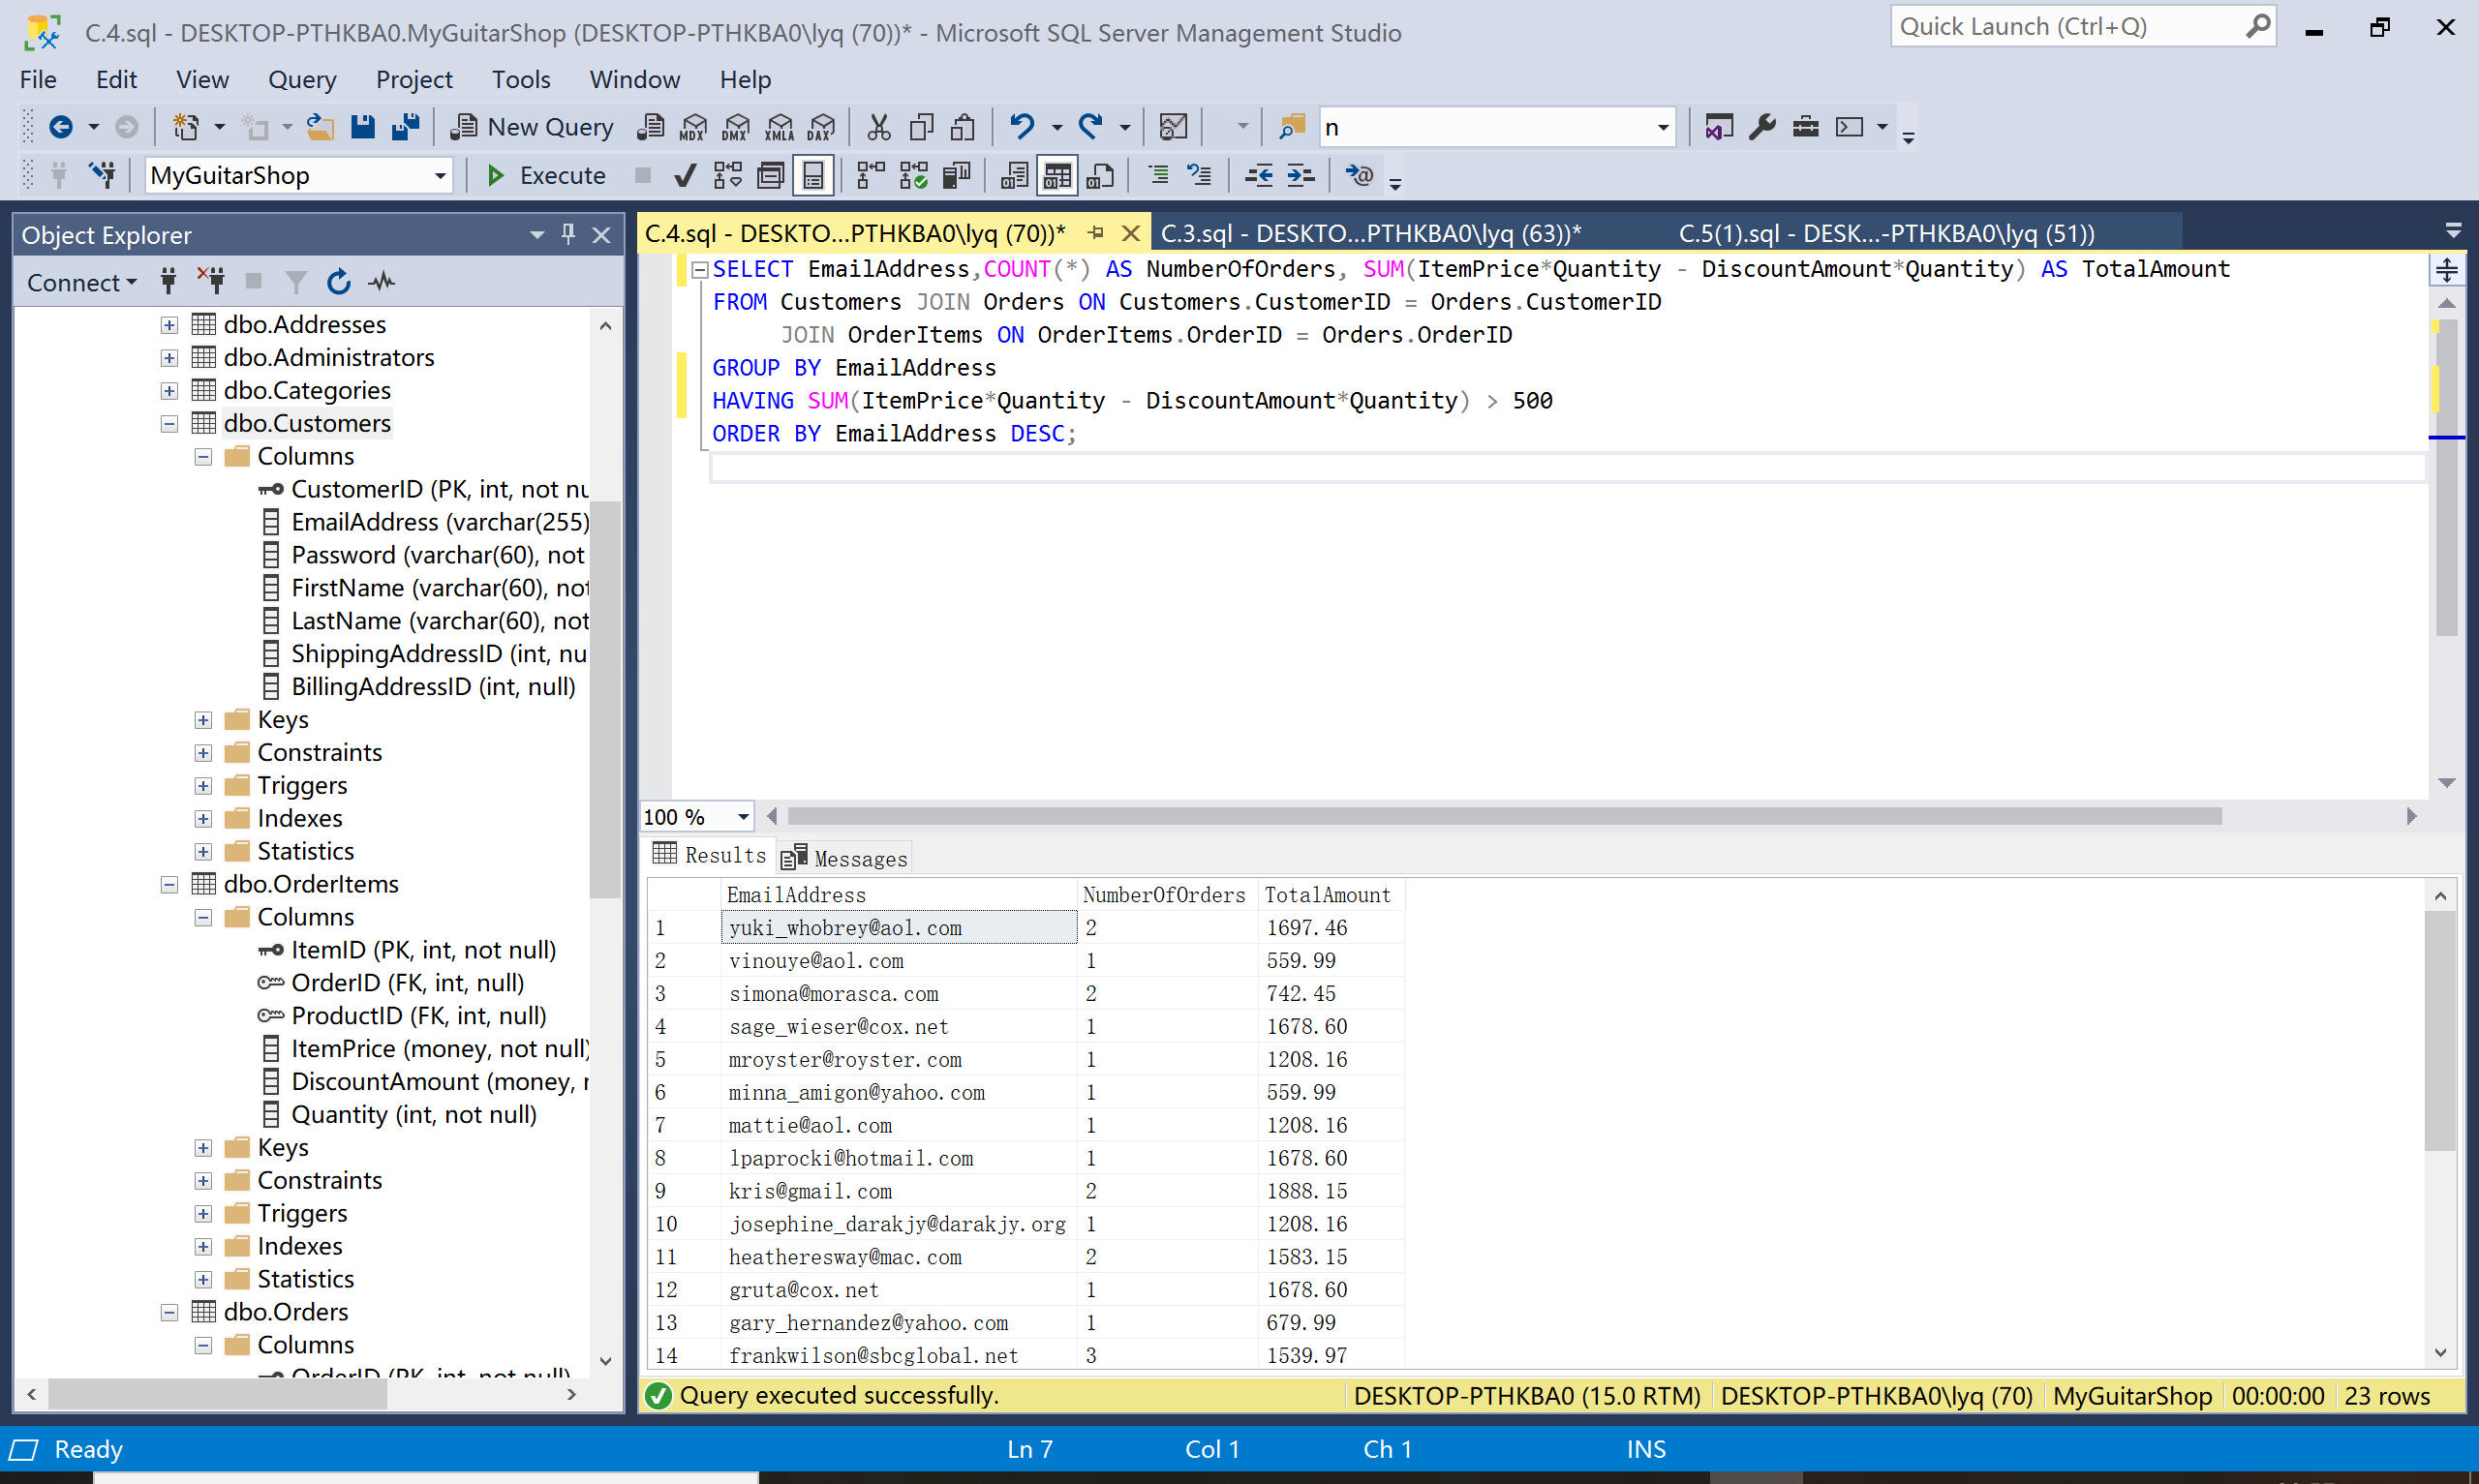 C.4.sql - DESKTOP-PTHKBA0.MyGuitarShop (DESKTOP-PTHKBA0\lyq (70))* - Microsoft SQL Server Management Studio
Quick Launch (Ctrl+Q)
File Edit View Query Project Tools Window Help
New Query MDX DMX XMLA DAX n
MyGuitarShop Execute
Object Explorer
Connect
dbo.Addresses
dbo.Administrators
dbo.Categories
dbo.Customers
Columns
CustomerID (PK, int, not nu
EmailAddress (varchar(255)
Password (varchar(60), not
FirstName (varchar(60), not
LastName (varchar(60), not
ShippingAddressID (int, nu
BillingAddressID (int, null)
Keys
Constraints
Triggers
Indexes
Statistics
dbo.OrderItems
Columns
ItemID (PK, int, not null)
OrderID (FK, int, null)
ProductID (FK, int, null)
ItemPrice (money, not null)
DiscountAmount (money, r
Quantity (int, not null)
Keys
Constraints
Triggers
Indexes
Statistics
dbo.Orders
Columns
OrderID (PK, int, not null)
C.4.sql - DESKTO...PTHKBA0\lyq (70))* C.3.sql - DESKTO...PTHKBA0\lyq (63))* C.5(1).sql - DESK...-PTHKBA0\lyq (51))
SELECT EmailAddress,COUNT(*) AS NumberOfOrders, SUM(ItemPrice*Quantity - DiscountAmount*Quantity) AS TotalAmount
FROM Customers JOIN Orders ON Customers.CustomerID = Orders.CustomerID
JOIN OrderItems ON OrderItems.OrderID = Orders.OrderID
GROUP BY EmailAddress
HAVING SUM(ItemPrice*Quantity - DiscountAmount*Quantity) > 500
ORDER BY EmailAddress DESC;
100 %
Results Messages
EmailAddress NumberOfOrders TotalAmount
1 yuki_whobrey@aol.com 2 1697.46
2 vinouye@aol.com 1 559.99
3 simona@morasca.com 2 742.45
4 sage_wieser@cox.net 1 1678.60
5 mroyster@royster.com 1 1208.16
6 minna_amigon@yahoo.com 1 559.99
7 mattie@aol.com 1 1208.16
8 lpaprocki@hotmail.com 1 1678.60
9 kris@gmail.com 2 1888.15
10 josephine_darakjy@darakjy.org 1 1208.16
11 heatheresway@mac.com 2 1583.15
12 gruta@cox.net 1 1678.60
13 gary_hernandez@yahoo.com 1 679.99
14 frankwilson@sbcglobal.net 3 1539.97
Query executed successfully. DESKTOP-PTHKBA0 (15.0 RTM) DESKTOP-PTHKBA0\lyq (70) MyGuitarShop 00:00:00 23 rows
Ready Ln 7 Col 1 Ch 1 INS